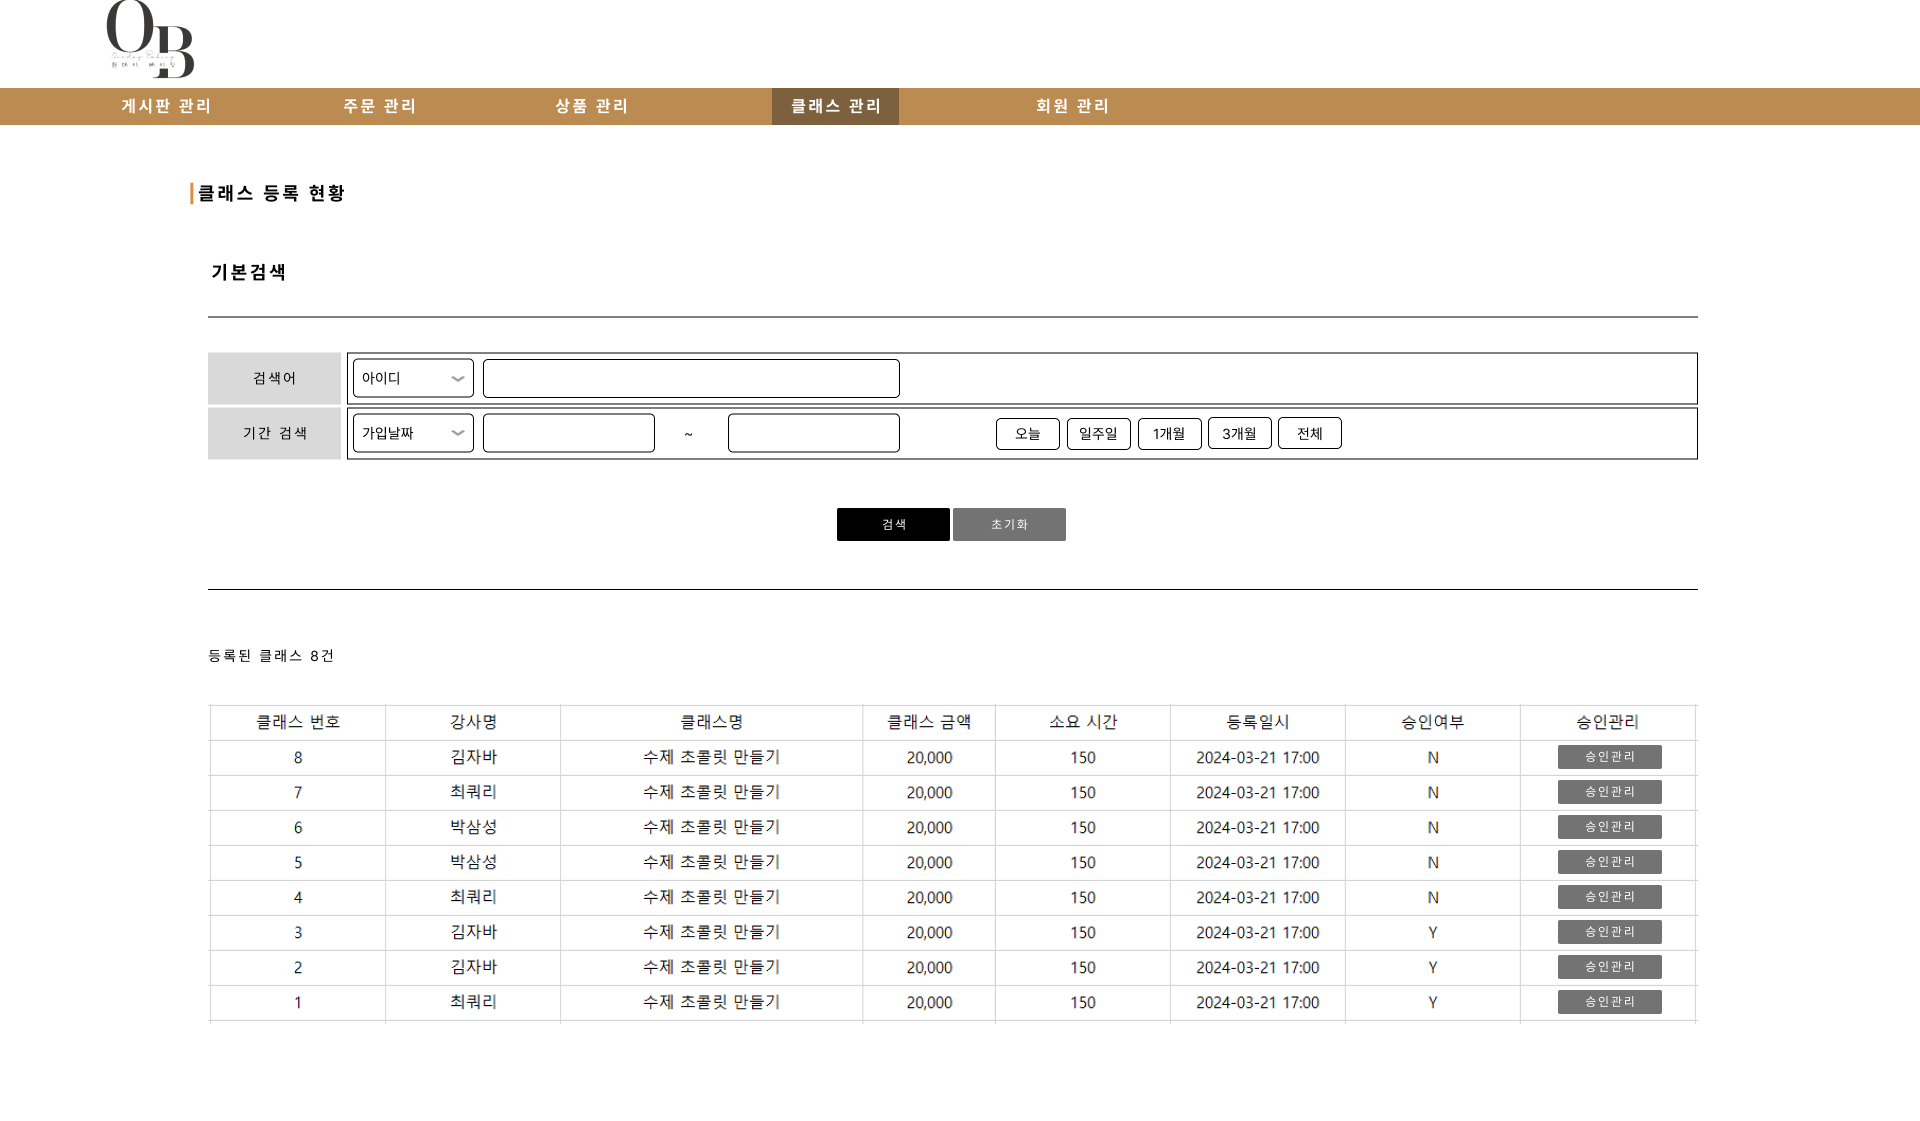 OB
원데이 베이킹
게시판 관리 주문 관리 상품 관리 클래스 관리 회원 관리
클래스 등록 현황
기본검색
검색어 아이디
기간 검색 가입날짜 ~ 오늘 일주일 1개월 3개월 전체
검색 초기화
등록된 클래스 8건
클래스 번호 강사명 클래스명 클래스 금액 소요 시간 등록일시 승인여부 승인관리
8 김자바 수제 초콜릿 만들기 20,000 150 2024-03-21 17:00 N 승인관리
7 최쿼리 수제 초콜릿 만들기 20,000 150 2024-03-21 17:00 N 승인관리
6 박삼성 수제 초콜릿 만들기 20,000 150 2024-03-21 17:00 N 승인관리
5 박삼성 수제 초콜릿 만들기 20,000 150 2024-03-21 17:00 N 승인관리
4 최쿼리 수제 초콜릿 만들기 20,000 150 2024-03-21 17:00 N 승인관리
3 김자바 수제 초콜릿 만들기 20,000 150 2024-03-21 17:00 Y 승인관리
2 김자바 수제 초콜릿 만들기 20,000 150 2024-03-21 17:00 Y 승인관리
1 최쿼리 수제 초콜릿 만들기 20,000 150 2024-03-21 17:00 Y 승인관리